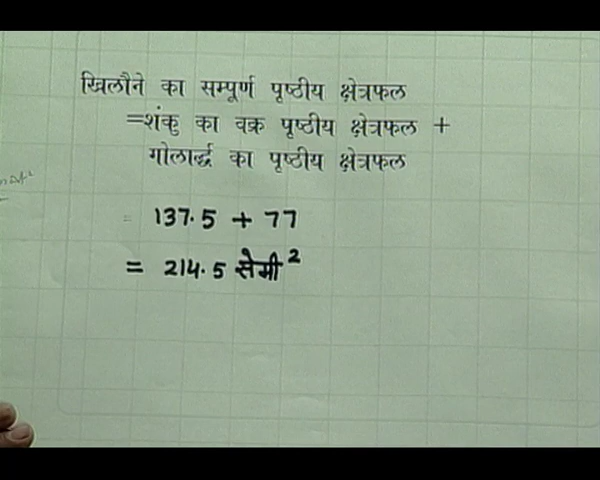 खिलौने का सम्पूर्ण पृष्ठीय क्षेत्रफल
=शंकु का वक्र पृष्ठीय क्षेत्रफल +
गोलार्द्ध का पृष्ठीय क्षेत्रफल
= 137.5 + 77
= 214.5 सेमी²